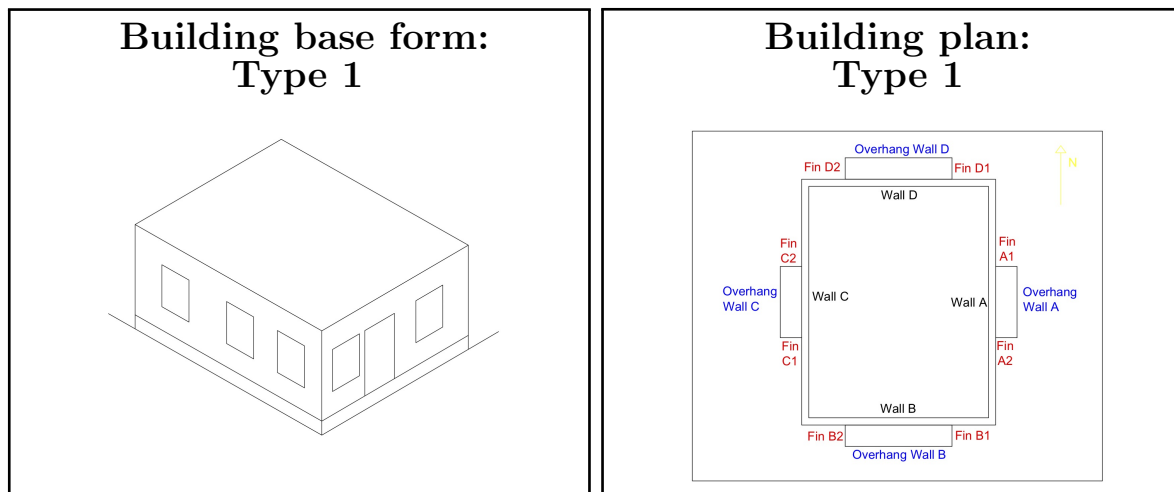 Building base form:
Type 1
Building plan:
Type 1
Overhang Wall D
Fin D2
Fin D1
N
Wall D
Fin
C2
Fin
A1
Overhang
Wall C
Wall C
Wall A
Overhang
Wall A
Fin
C1
Fin
A2
Wall B
Fin B2
Fin B1
Overhang Wall B